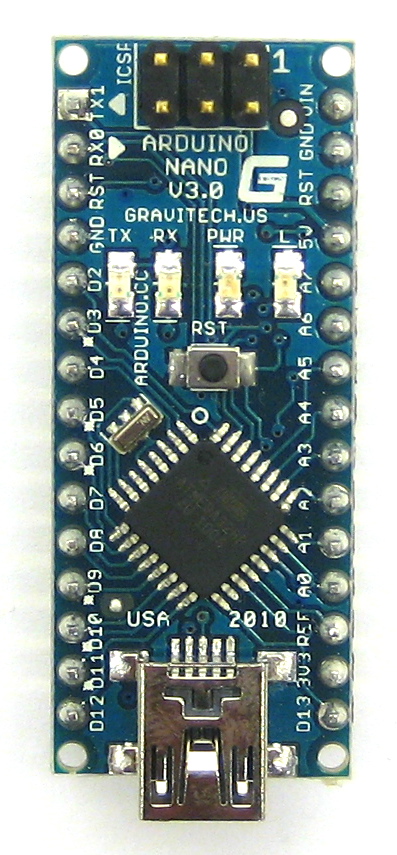 ICSP
1
ARDUINO
NANO
V3.0
G
GRAVITECH.US
TX
RX
PWR
L
ARDUINO.CC
RST
USA
2010
TX1
RX0
RST
GND
D2
D3
D4
D5
D6
D7
D8
D9
D10
D11
D12
VIN
GND
RST
5V
A7
A6
A5
A4
A3
A2
A1
A0
REF
3V3
D13